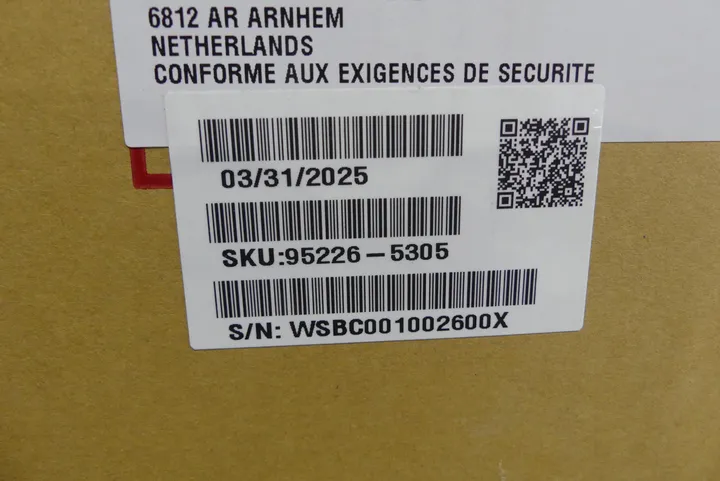 6812 AR ARNHEM
NETHERLANDS
CONFORME AUX EXIGENCES DE SECURITE
03/31/2025
SKU:95226-5305
S/N: WSBC001002600X